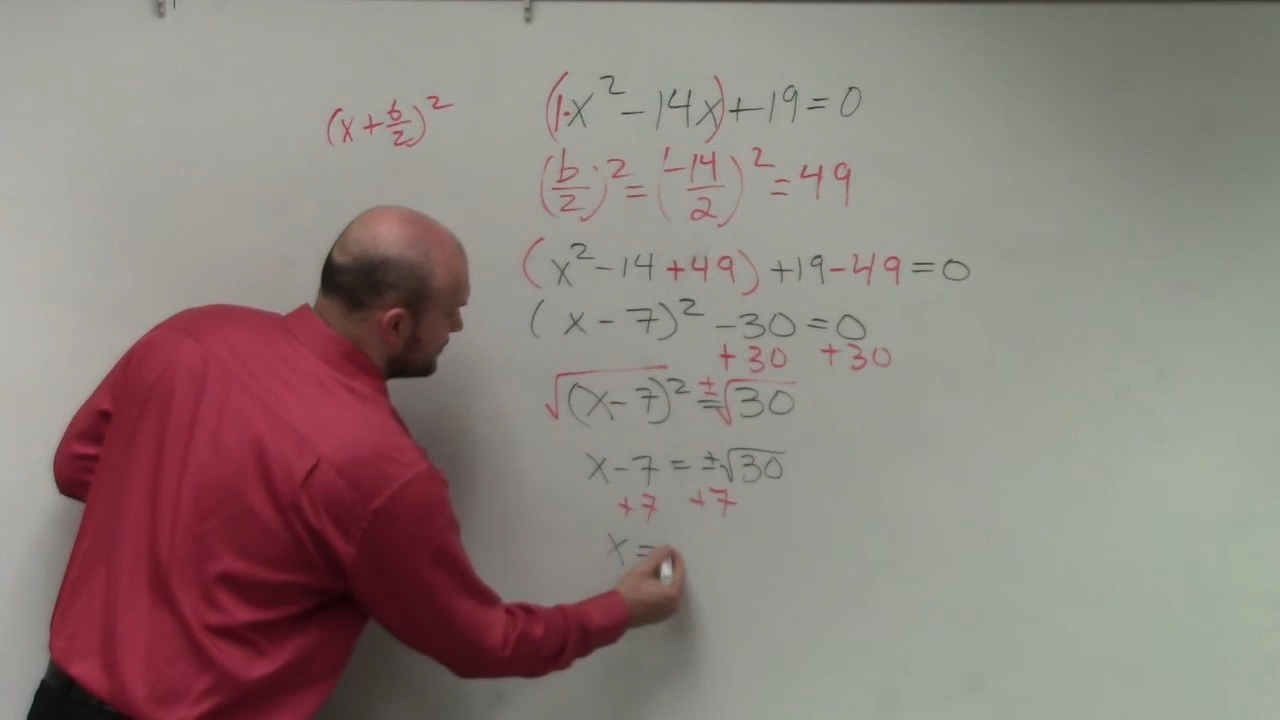 (x + b/2)²
(1·x² - 14x) + 19 = 0
(b/2)² = (-14/2)² = 49
(x² - 14 + 49) + 19 - 49 = 0
(x - 7)² - 30 = 0
+ 30 + 30
√(x - 7)² = ±√30
x - 7 = ±√30
+7 +7
x =